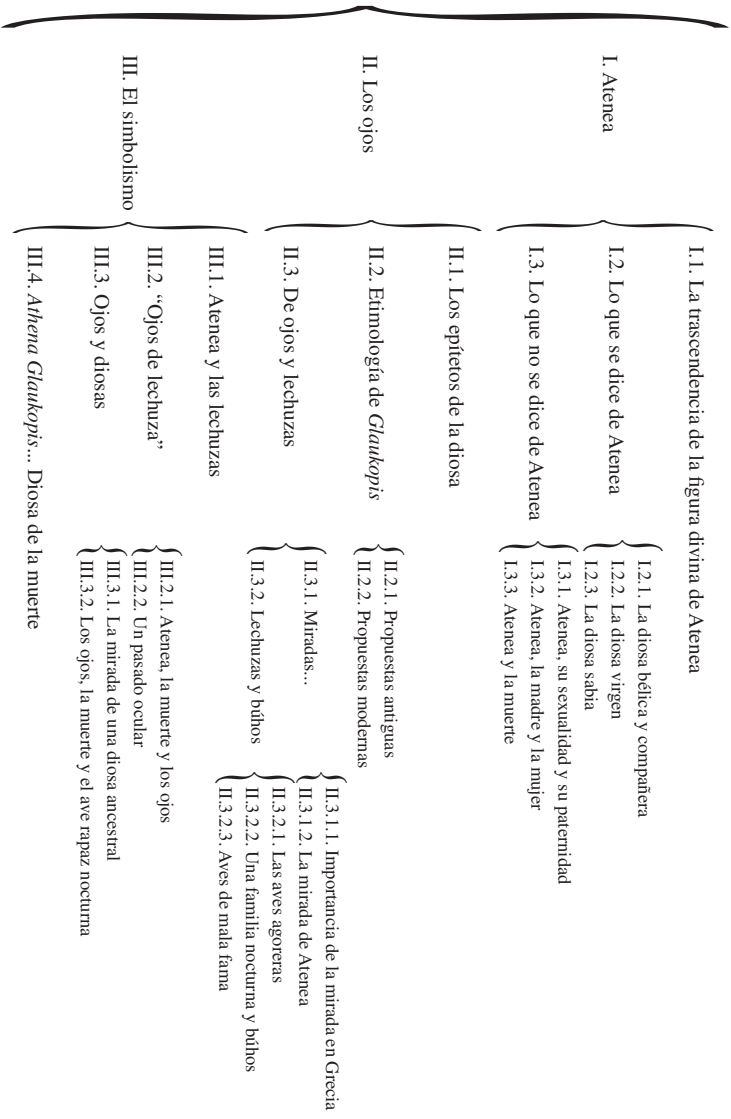 I. Atenea
I.1. La trascendencia de la figura divina de Atenea
I.2. Lo que se dice de Atenea
I.2.1. La diosa bélica y compañera
I.2.2. La diosa virgen
I.2.3. La diosa sabia
I.3. Lo que no se dice de Atenea
I.3.1. Atenea, su sexualidad y su paternidad
I.3.2. Atenea, la madre y la mujer
I.3.3. Atenea y la muerte
II. Los ojos
II.1. Los epítetos de la diosa
II.2. Etimología de Glaukopis
II.2.1. Propuestas antiguas
II.2.2. Propuestas modernas
II.3. De ojos y lechuzas
II.3.1. Miradas...
II.3.1.1. Importancia de la mirada en Grecia
II.3.1.2. La mirada de Atenea
II.3.2. Lechuzas y búhos
II.3.2.1. Las aves agoreras
II.3.2.2. Una familia nocturna y búhos
II.3.2.3. Aves de mala fama
III. El simbolismo
III.1. Atenea y las lechuzas
III.2. “Ojos de lechuza”
III.2.1. Atenea, la muerte y los ojos
III.2.2. Un pasado ocular
III.3. Ojos y diosas
III.3.1. La mirada de una diosa ancestral
III.3.2. Los ojos, la muerte y el ave rapaz nocturna
III.4. Athena Glaukopis... Diosa de la muerte